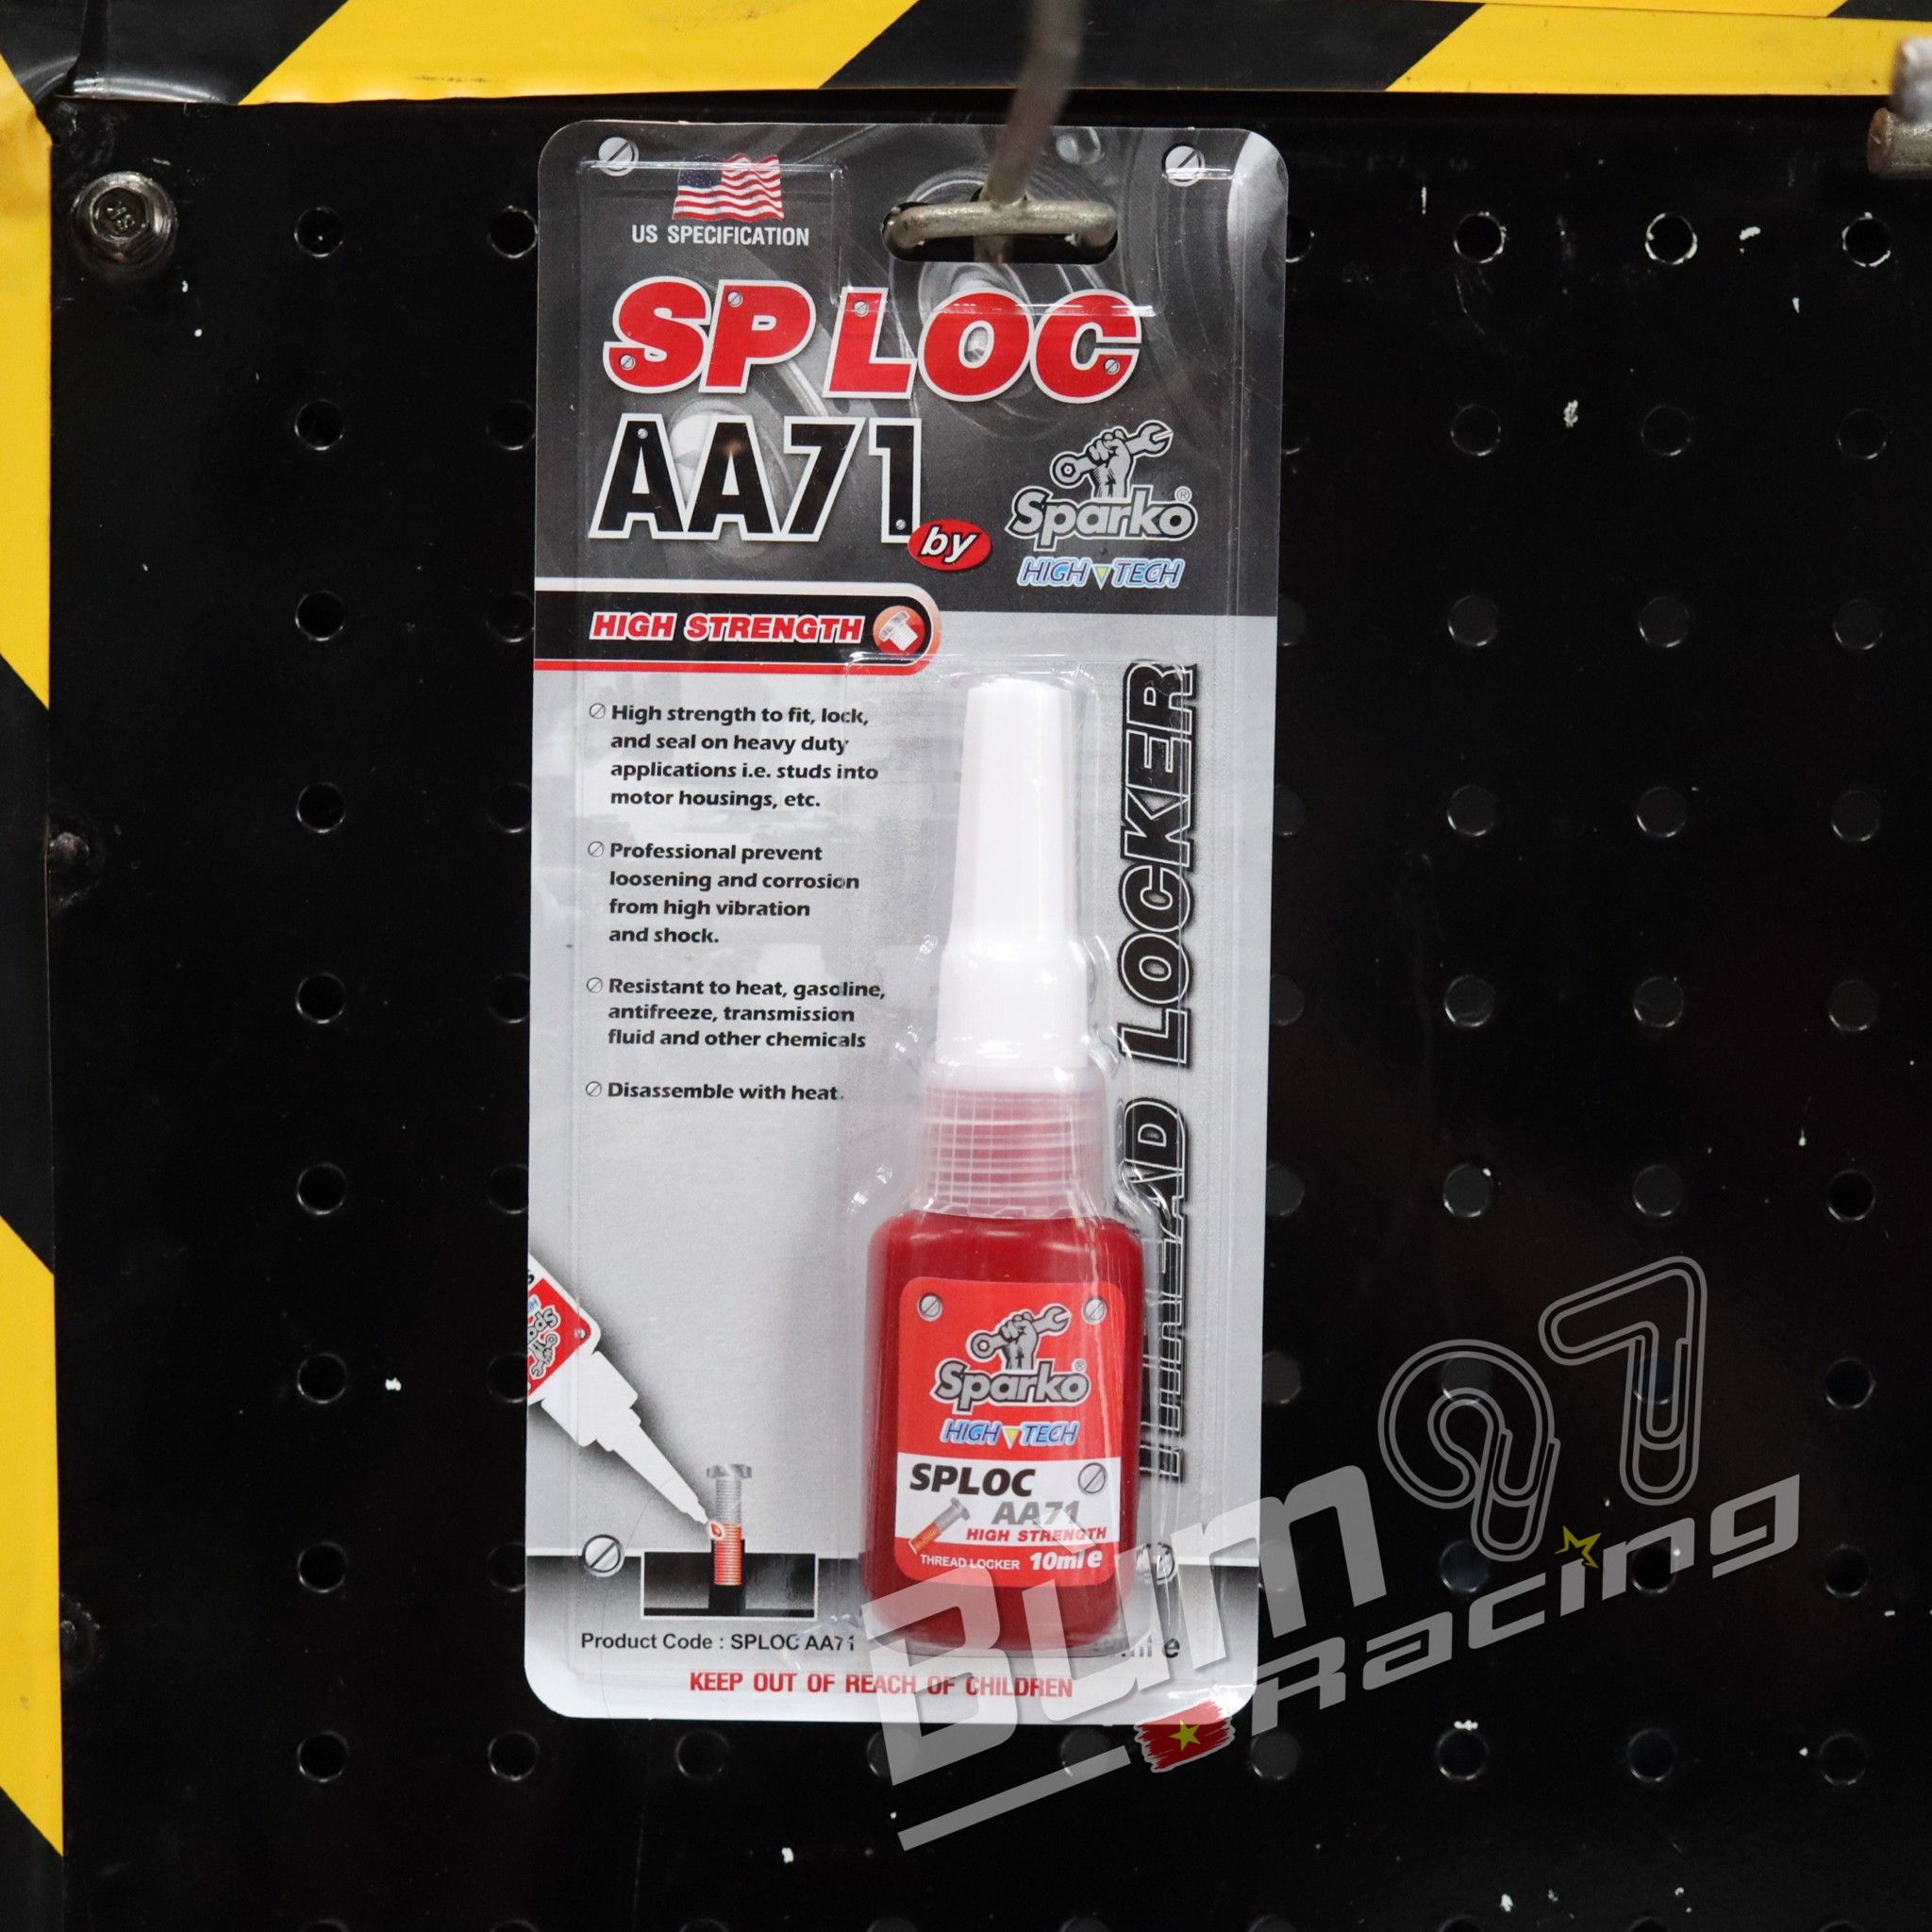 US SPECIFICATION
SP LOC
AA71
by
Sparko®
HIGH TECH
HIGH STRENGTH
High strength to fit, lock,
and seal on heavy duty
applications i.e. studs into
motor housings, etc.
Professional prevent
loosening and corrosion
from high vibration
and shock.
Resistant to heat, gasoline,
antifreeze, transmission
fluid and other chemicals
Disassemble with heat.
THREAD LOCKER
Sparko®
HIGH TECH
SPLOC
AA71
HIGH STRENGTH
THREAD LOCKER 10ml e
Product Code : SPLOC AA71
ml e
KEEP OUT OF REACH OF CHILDREN
Bùm 97
Racing